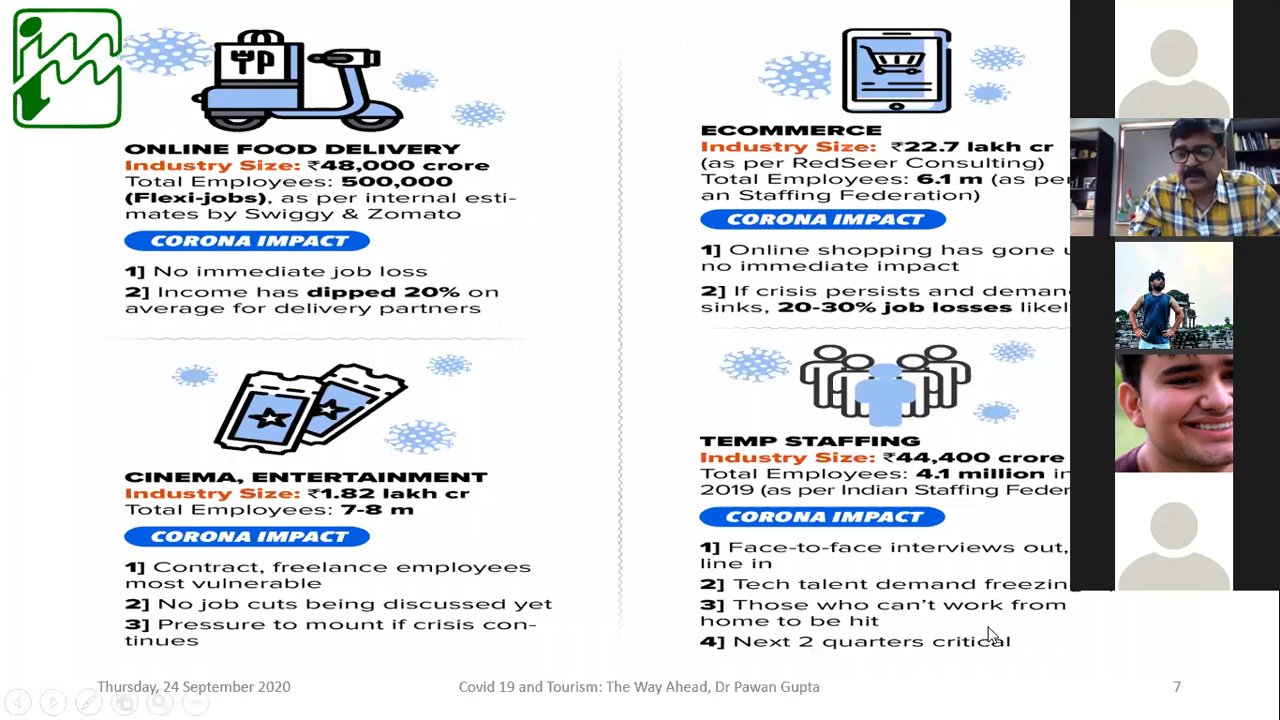 ONLINE FOOD DELIVERY
Industry Size: ₹48,000 crore
Total Employees: 500,000
(Flexi-jobs), as per internal esti-
mates by Swiggy & Zomato
CORONA IMPACT
1] No immediate job loss
2] Income has dipped 20% on
average for delivery partners
CINEMA, ENTERTAINMENT
Industry Size: ₹1.82 lakh cr
Total Employees: 7-8 m
CORONA IMPACT
1] Contract, freelance employees
most vulnerable
2] No job cuts being discussed yet
3] Pressure to mount if crisis con-
tinues
ECOMMERCE
Industry Size: ₹22.7 lakh cr
(as per RedSeer Consulting)
Total Employees: 6.1 m (as per
an Staffing Federation)
CORONA IMPACT
1] Online shopping has gone
no immediate impact
2] If crisis persists and deman
sinks, 20-30% job losses likel
TEMP STAFFING
Industry Size: ₹44,400 crore
Total Employees: 4.1 million in
2019 (as per Indian Staffing Feder
CORONA IMPACT
1] Face-to-face interviews out,
line in
2] Tech talent demand freezin
3] Those who can't work from
home to be hit
4] Next 2 quarters critical
Thursday, 24 September 2020
Covid 19 and Tourism: The Way Ahead, Dr Pawan Gupta
7